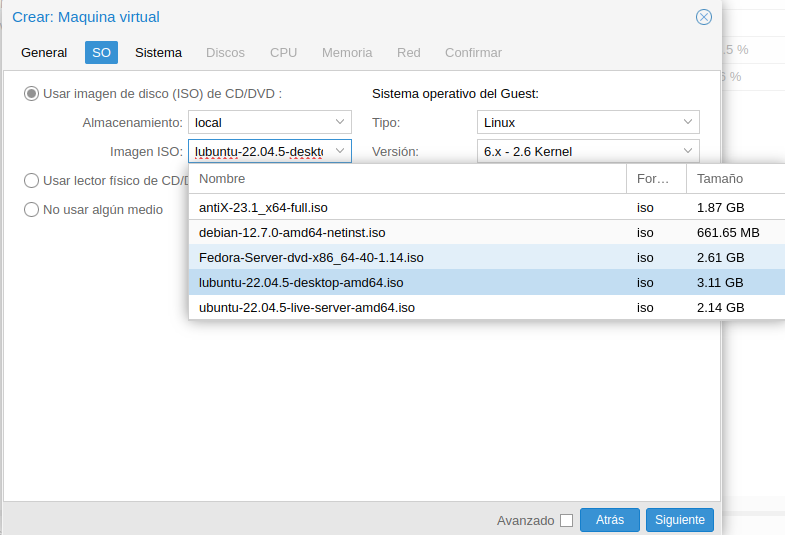 Crear: Maquina virtual
General SO Sistema Discos CPU Memoria Red Confirmar
Usar imagen de disco (ISO) de CD/DVD : Sistema operativo del Guest:
Almacenamiento: local Tipo: Linux
Imagen ISO: lubuntu-22.04.5-deskto Versión: 6.x - 2.6 Kernel
Usar lector físico de CD/D
No usar algún medio
Nombre For… Tamaño
antiX-23.1_x64-full.iso iso 1.87 GB
debian-12.7.0-amd64-netinst.iso iso 661.65 MB
Fedora-Server-dvd-x86_64-40-1.14.iso iso 2.61 GB
lubuntu-22.04.5-desktop-amd64.iso iso 3.11 GB
ubuntu-22.04.5-live-server-amd64.iso iso 2.14 GB
.5 %
%
Avanzado Atrás Siguiente